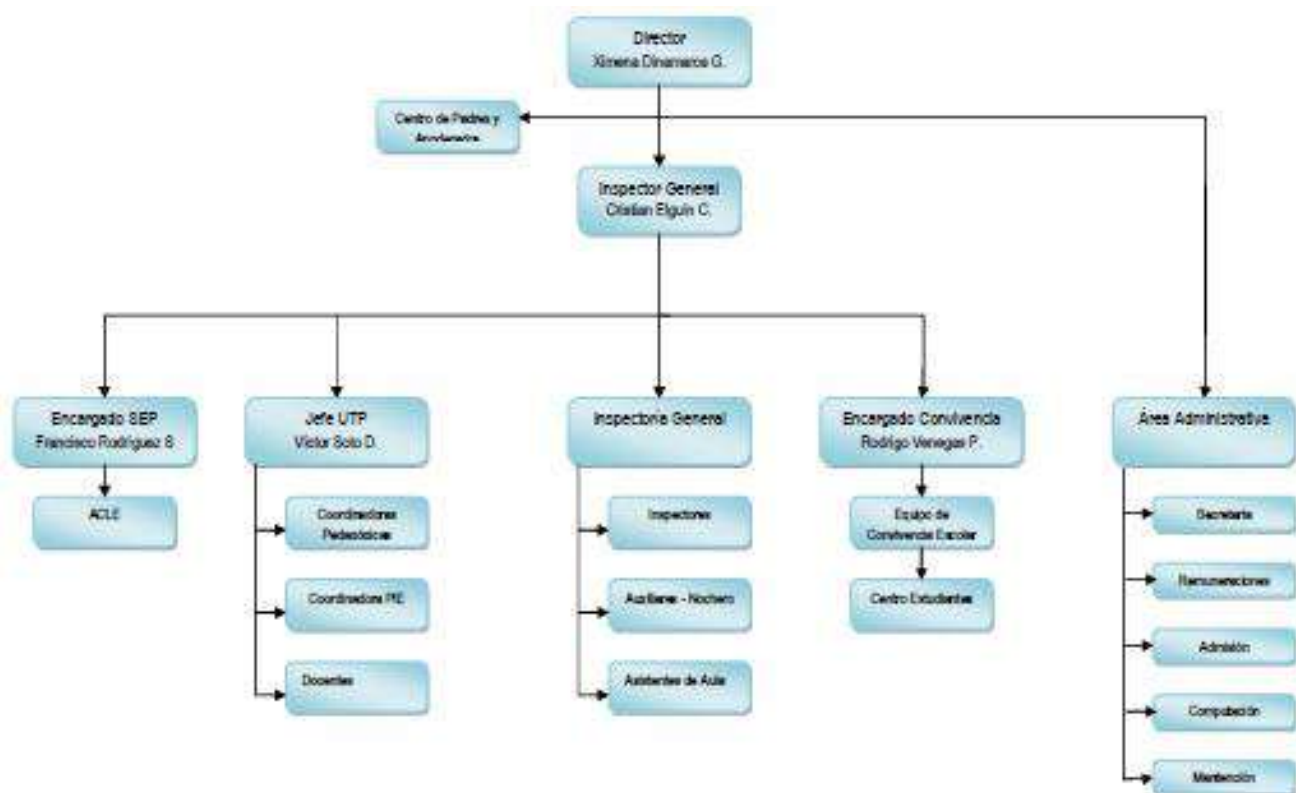 Director
Ximena Dinamarca G.
Centro de Padres y
Apoderados
Inspector General
Cristian Elguin C.
Encargado SEP
Francisco Rodríguez S
Jefe UTP
Víctor Soto D.
Inspectoría General
Encargado Convivencia
Rodrigo Venegas P.
Área Administrativa
ACLE
Coordinadores
Pedagógicos
Coordinadora PIE
Docentes
Inspectores
Auxiliares - Nochero
Asistentes de Aula
Equipo de
Convivencia Escolar
Centro Estudiantes
Secretaria
Remuneraciones
Admisión
Computación
Mantención